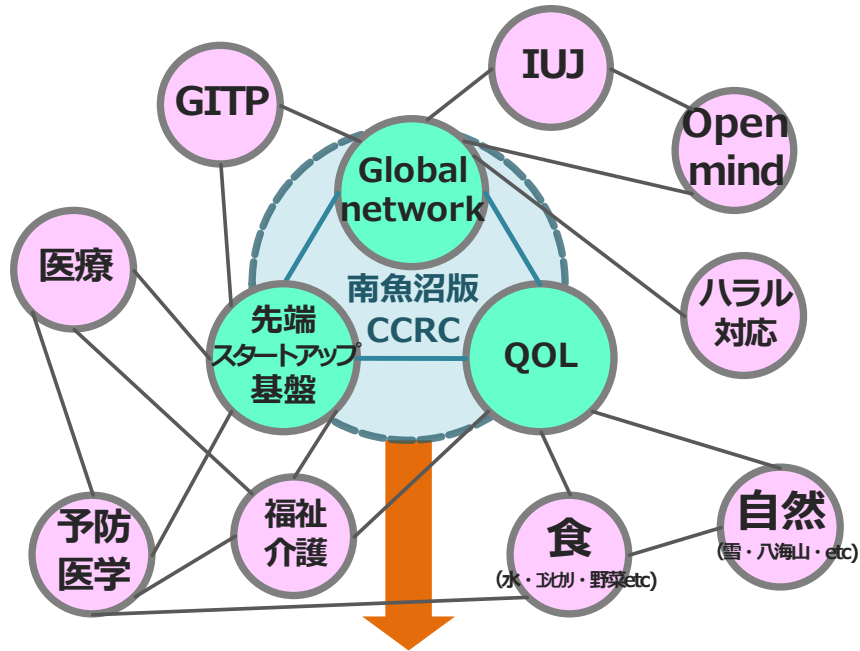 IUJ
GITP
Open
mind
Global
network
医療
ハラル
対応
南魚沼版
CCRC
先端
スタートアップ
基盤
QOL
予防
医学
福祉
介護
食
（水・コシヒカリ・野菜etc）
自然
（雪・八海山・etc）